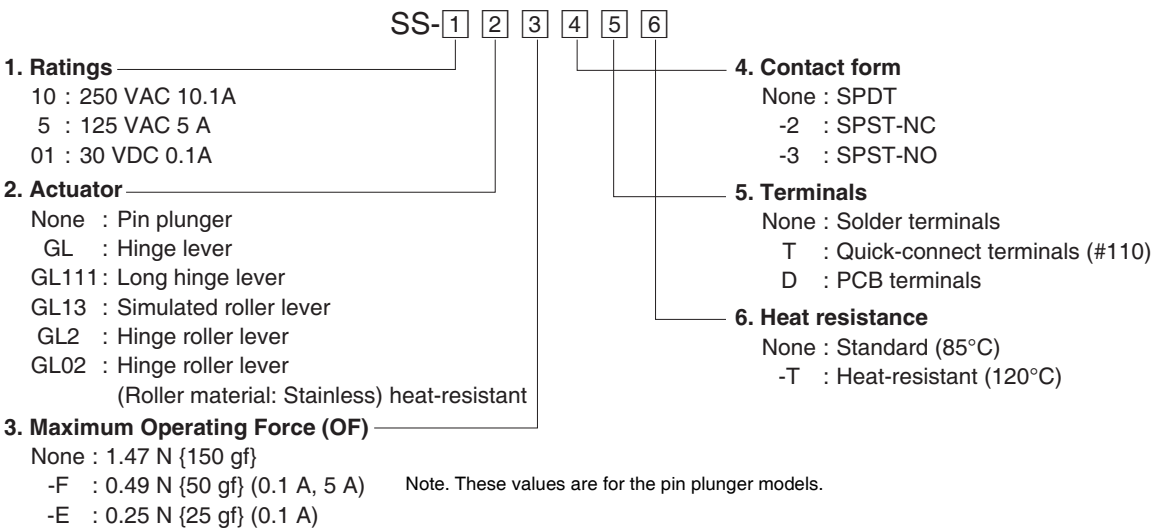 SS-1 2 3 4 5 6
1. Ratings
10 : 250 VAC 10.1A
5 : 125 VAC 5 A
01 : 30 VDC 0.1A
2. Actuator
None : Pin plunger
GL : Hinge lever
GL111 : Long hinge lever
GL13 : Simulated roller lever
GL2 : Hinge roller lever
GL02 : Hinge roller lever
(Roller material: Stainless) heat-resistant
3. Maximum Operating Force (OF)
None : 1.47 N {150 gf}
-F : 0.49 N {50 gf} (0.1 A, 5 A)
-E : 0.25 N {25 gf} (0.1 A)
Note. These values are for the pin plunger models.
4. Contact form
None : SPDT
-2 : SPST-NC
-3 : SPST-NO
5. Terminals
None : Solder terminals
T : Quick-connect terminals (#110)
D : PCB terminals
6. Heat resistance
None : Standard (85°C)
-T : Heat-resistant (120°C)